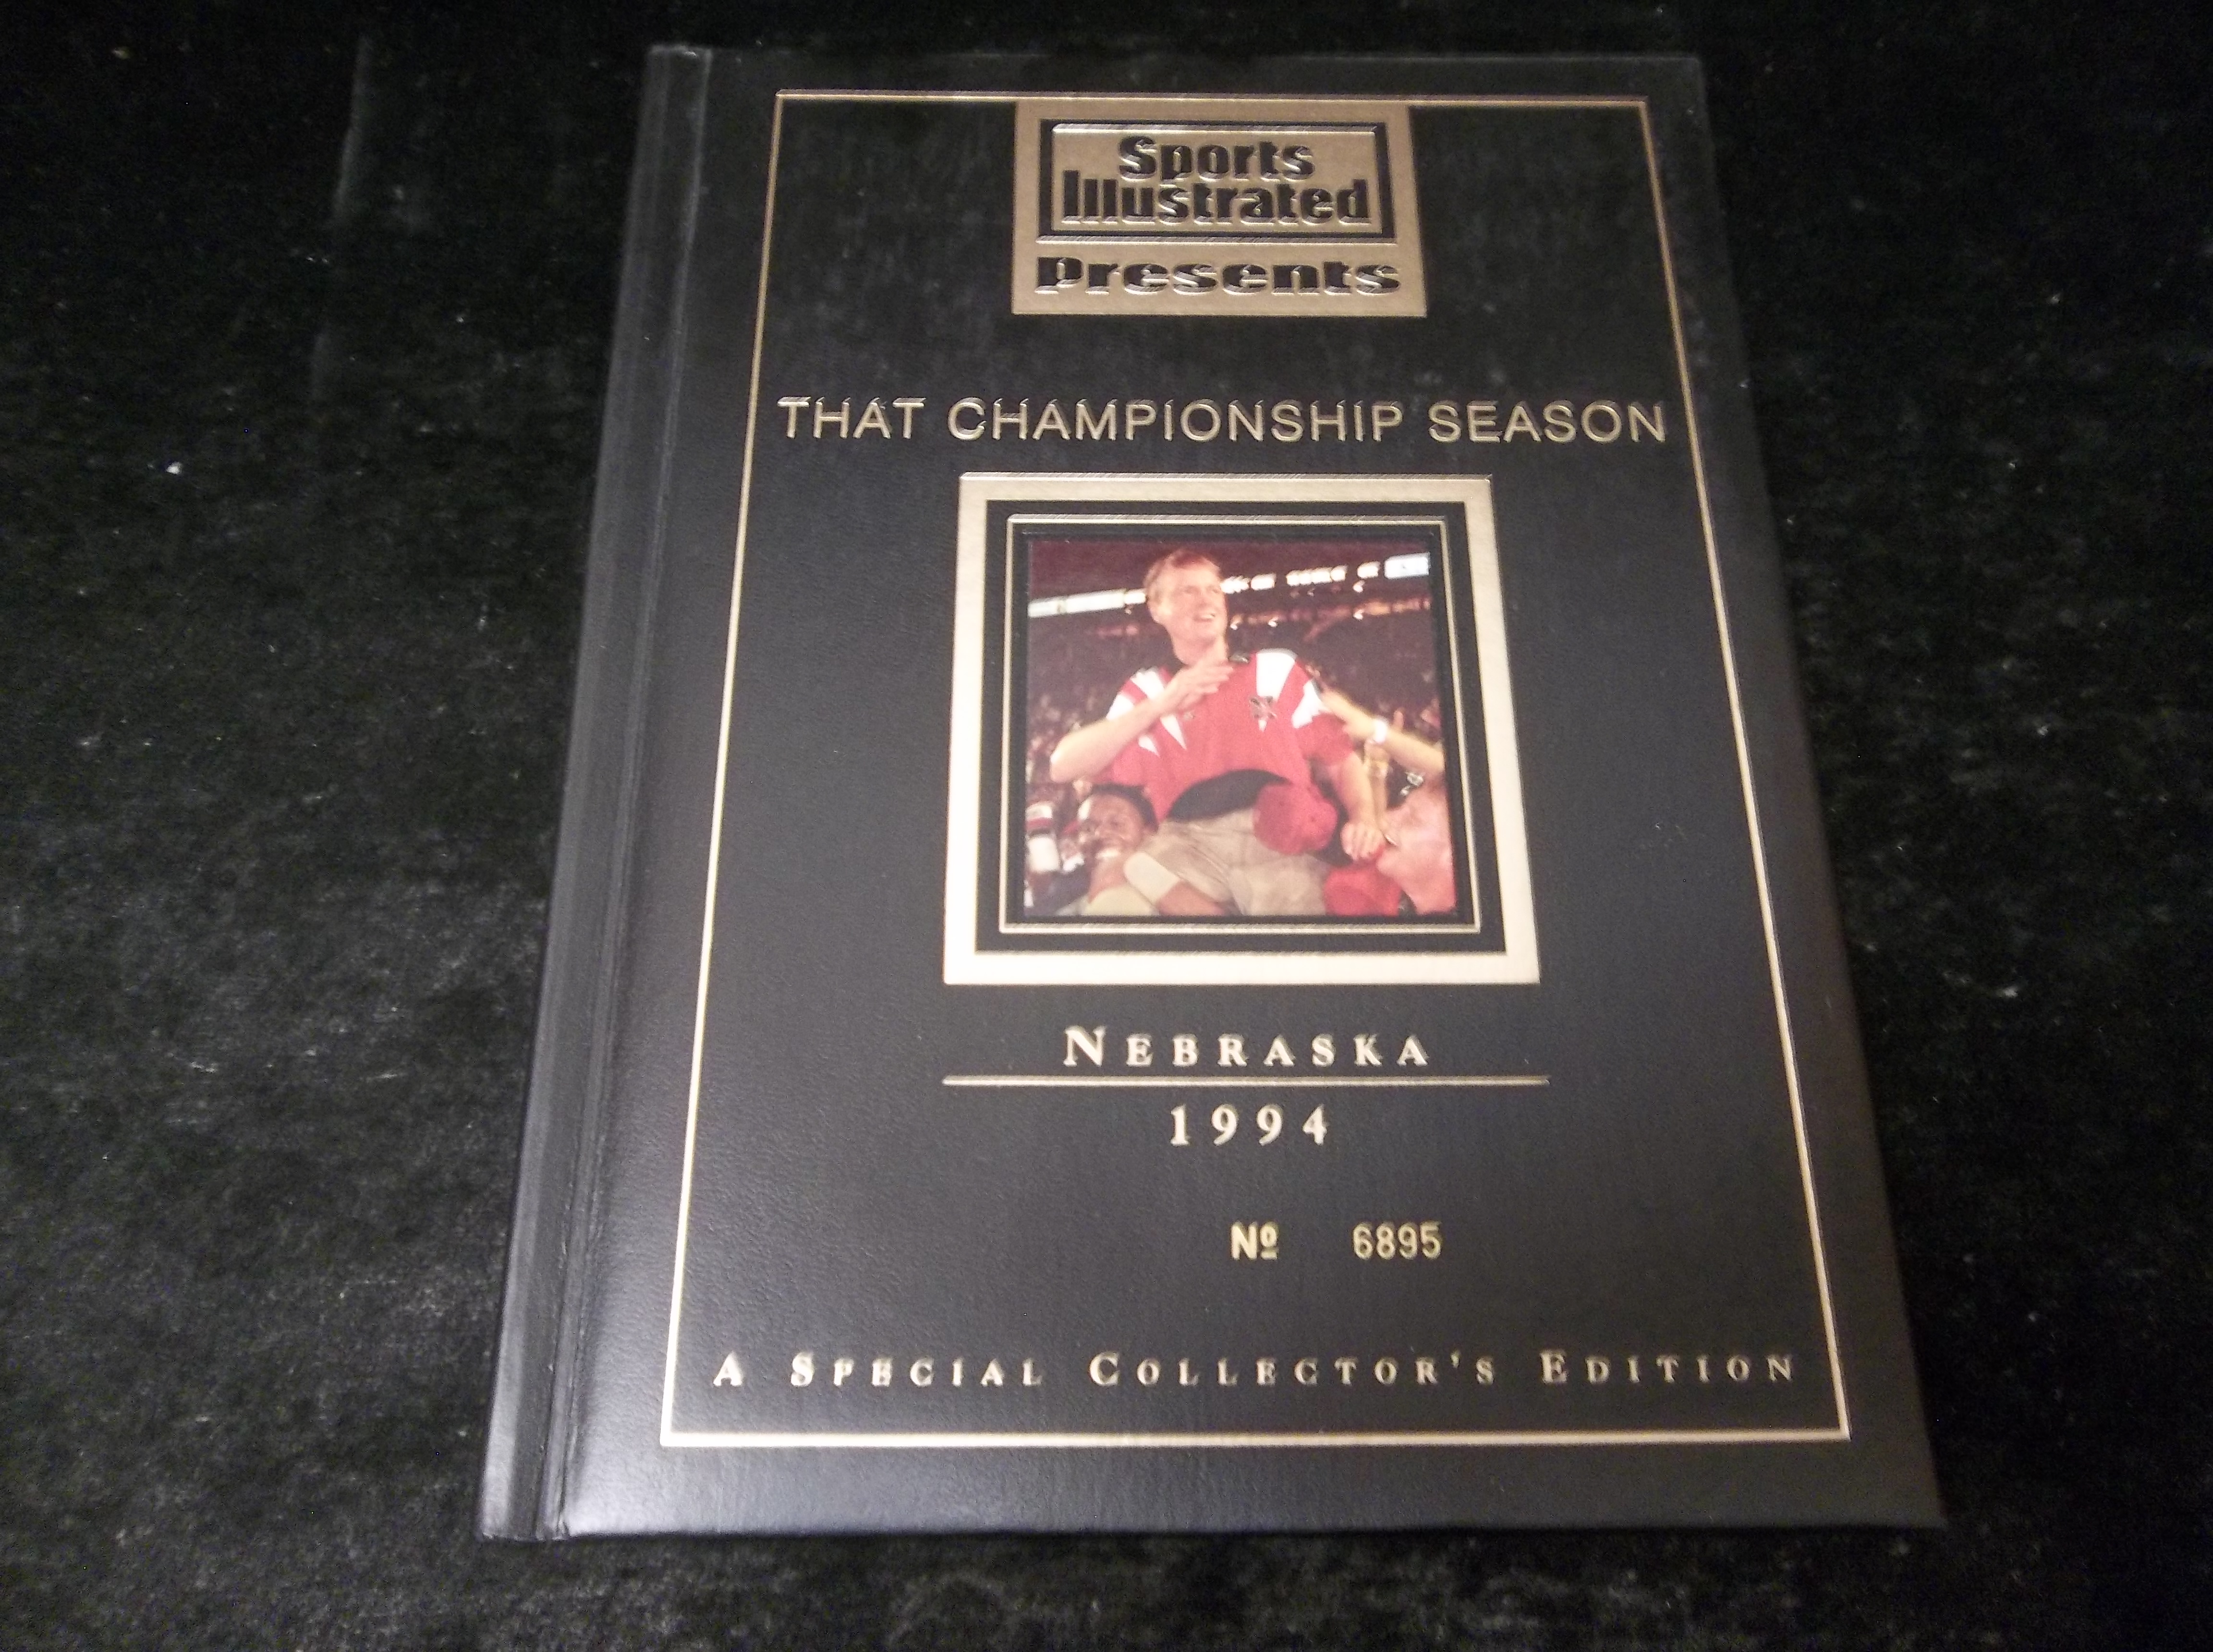 Sports
Illustrated
Presents
THAT CHAMPIONSHIP SEASON
NEBRASKA
1994
Nº 6895
A SPECIAL COLLECTOR'S EDITION